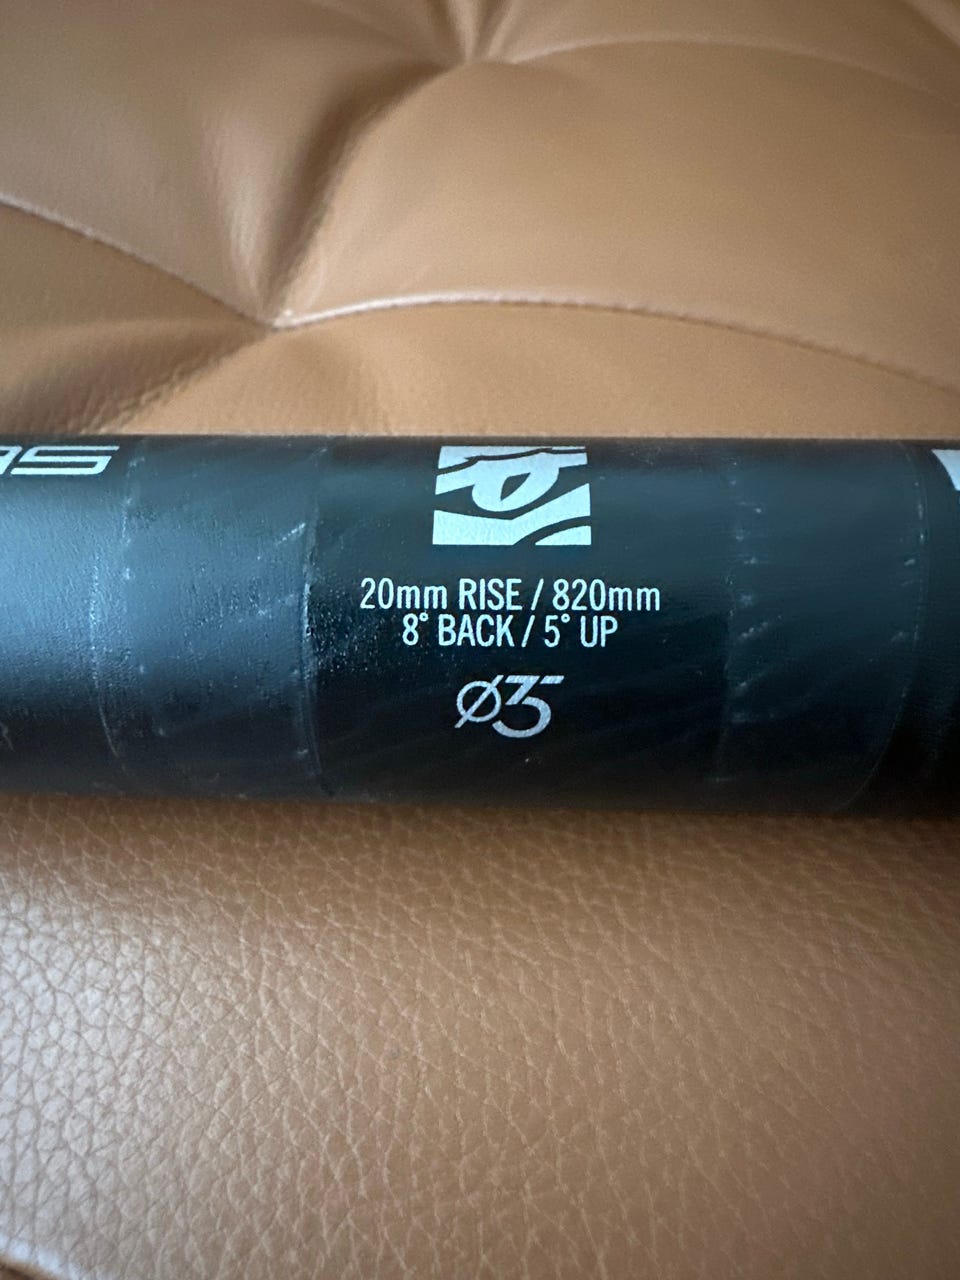 20mm RISE / 820mm
8° BACK / 5° UP
Ø35